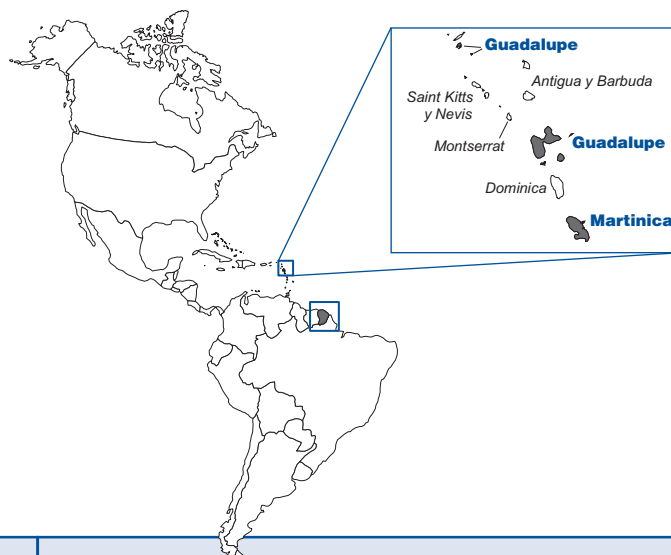 Guadalupe
Antigua y Barbuda
Saint Kitts
y Nevis
Montserrat
Guadalupe
Dominica
Martinica